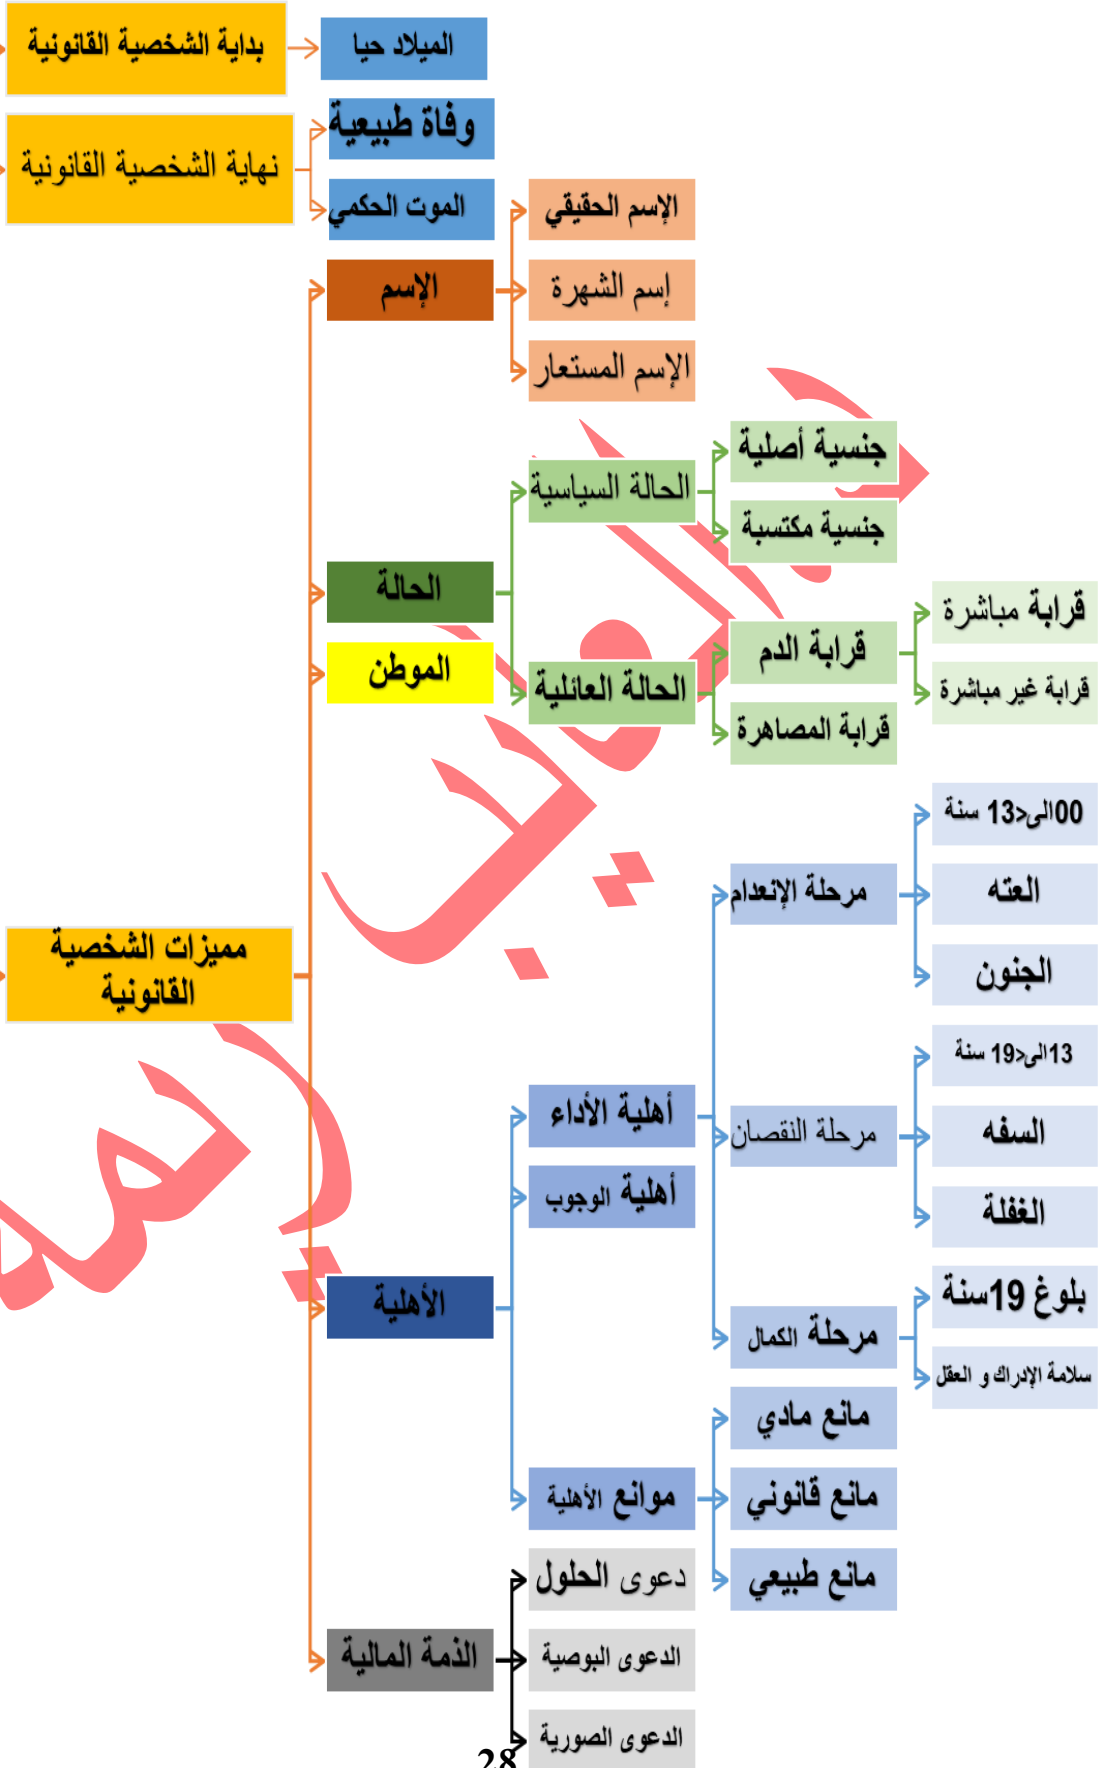 بداية الشخصية القانونية
الميلاد حيا
نهاية الشخصية القانونية
وفاة طبيعية
الموت الحكمي
مميزات الشخصية
القانونية
الإسم
الإسم الحقيقي
إسم الشهرة
الإسم المستعار
الحالة
الحالة السياسية
جنسية أصلية
جنسية مكتسبة
الحالة العائلية
قرابة الدم
قرابة مباشرة
قرابة غير مباشرة
قرابة المصاهرة
الموطن
الأهلية
أهلية الأداء
مرحلة الإنعدام
00الى>13 سنة
العته
الجنون
مرحلة النقصان
13الى>19 سنة
السفه
الغفلة
مرحلة الكمال
بلوغ 19سنة
سلامة الإدراك و العقل
أهلية الوجوب
موانع الأهلية
مانع مادي
مانع قانوني
مانع طبيعي
الذمة المالية
دعوى الحلول
الدعوى البوصية
الدعوى الصورية
28